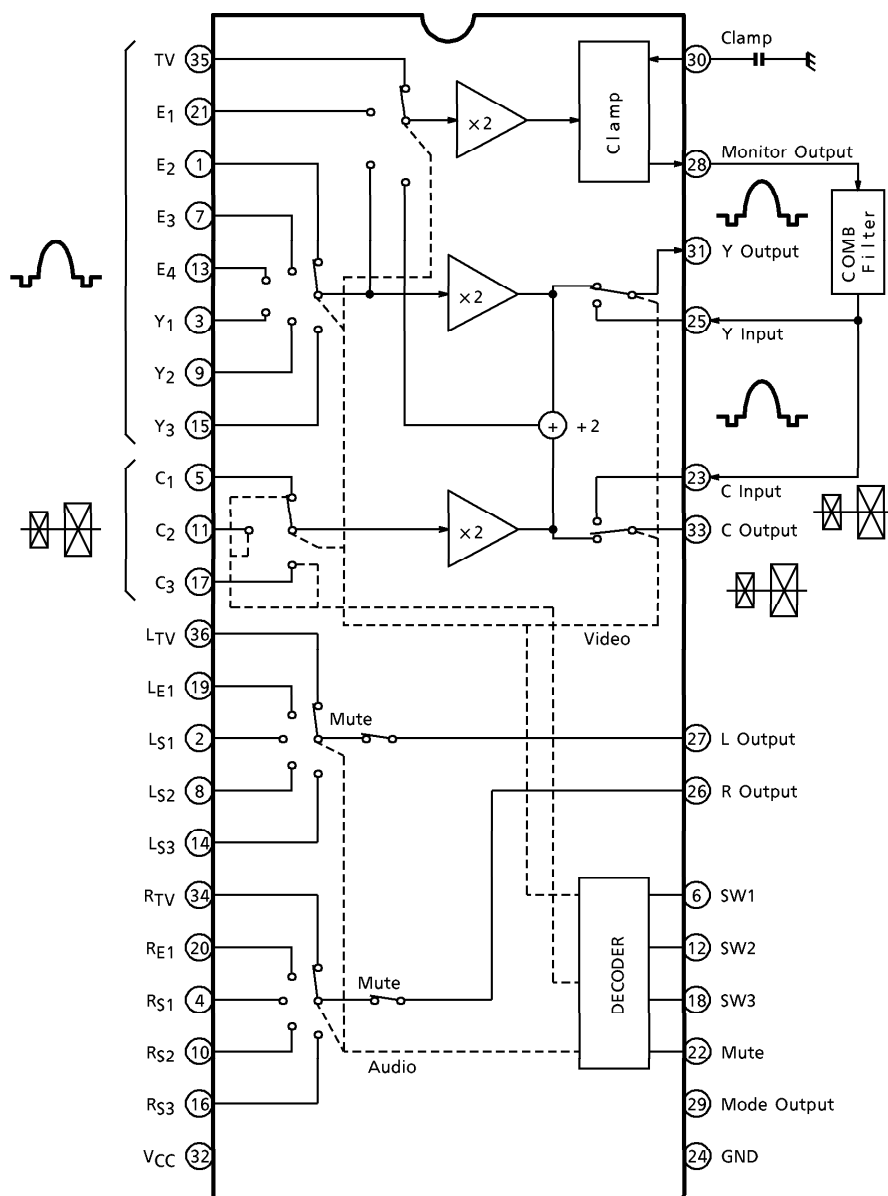 TV 35
E1 21
E2 1
E3 7
E4 13
Y1 3
Y2 9
Y3 15
C1 5
C2 11
C3 17
LTV 36
LE1 19
LS1 2
LS2 8
LS3 14
RTV 34
RE1 20
RS1 4
RS2 10
RS3 16
VCC 32
×2
×2
×2
+
+2
Clamp
Mute
Mute
Video
Audio
DECODER
Clamp
30
28 Monitor Output
31 Y Output
25 Y Input
COMB
Filter
23 C Input
33 C Output
27 L Output
26 R Output
6 SW1
12 SW2
18 SW3
22 Mute
29 Mode Output
24 GND